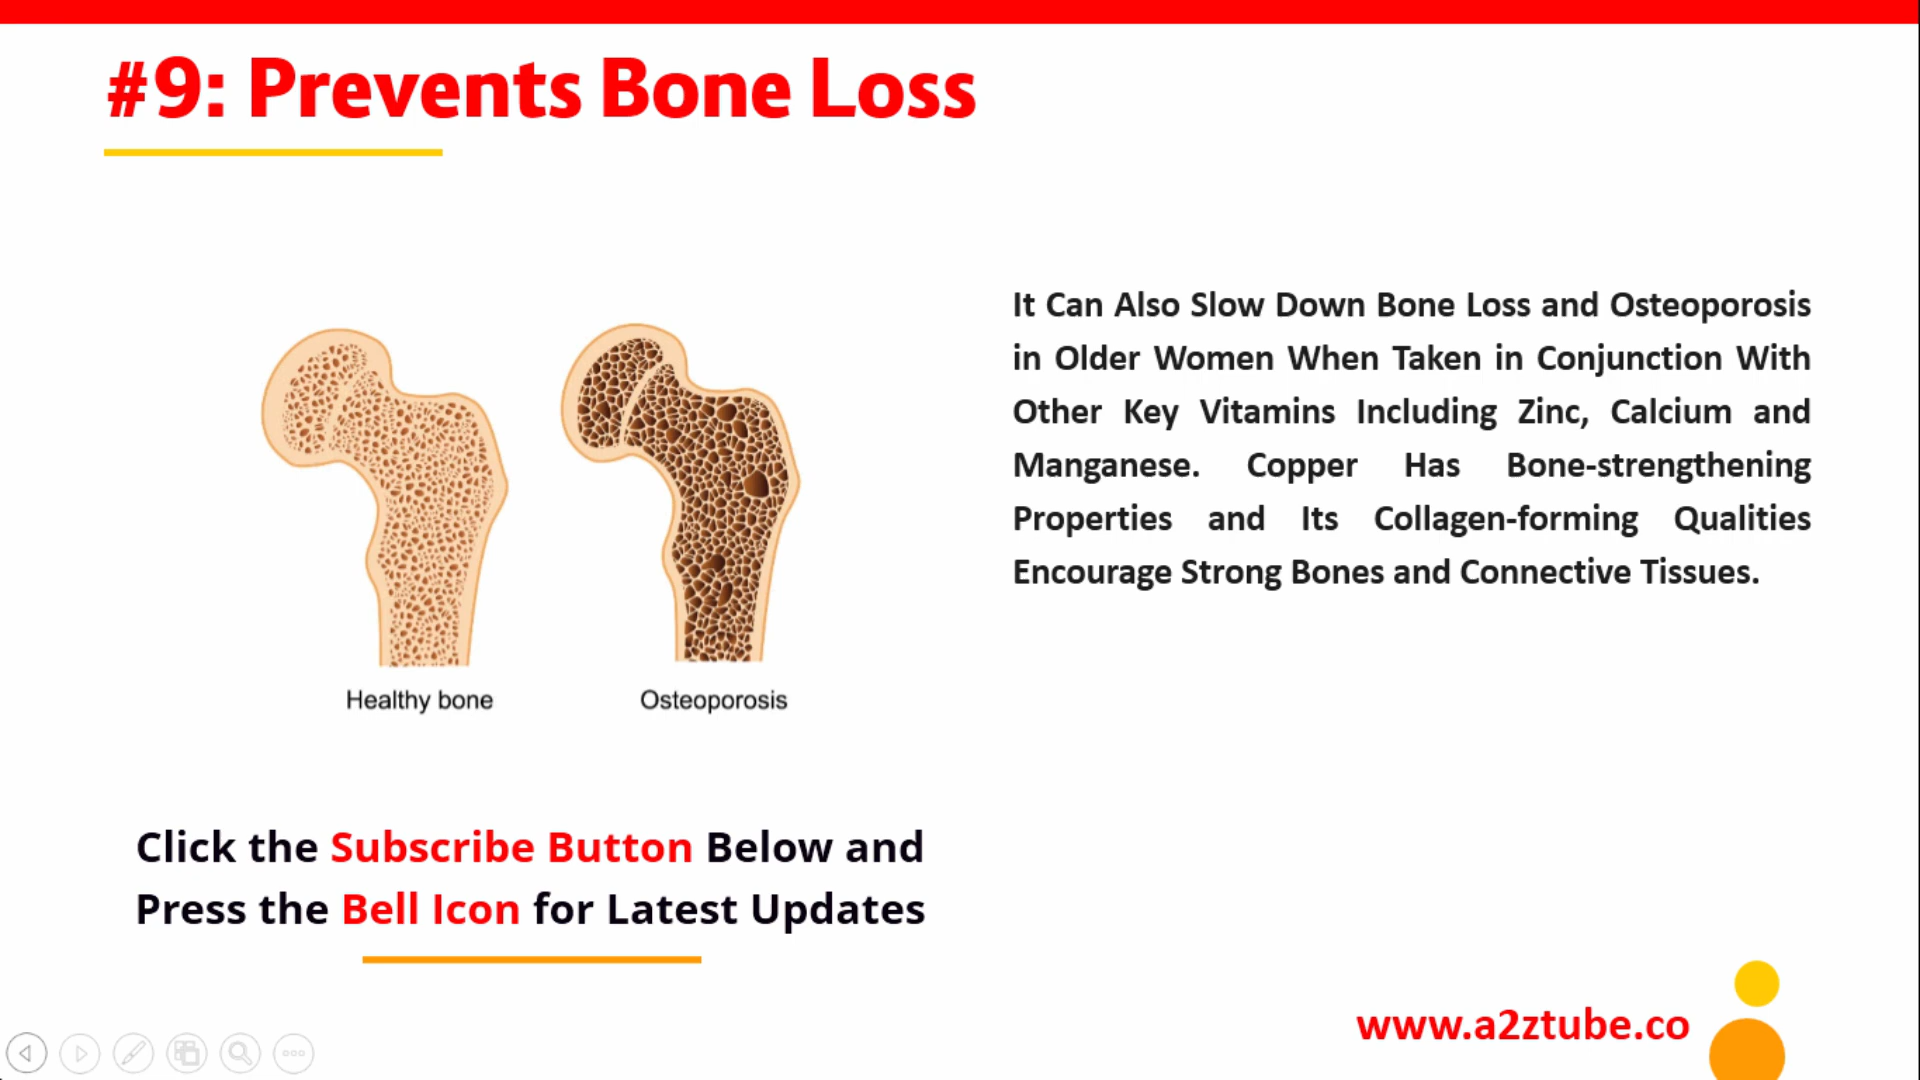 #9: Prevents Bone Loss
It Can Also Slow Down Bone Loss and Osteoporosis
in Older Women When Taken in Conjunction With
Other Key Vitamins Including Zinc, Calcium and
Manganese. Copper Has Bone-strengthening
Properties and Its Collagen-forming Qualities
Encourage Strong Bones and Connective Tissues.
Healthy bone
Osteoporosis
Click the Subscribe Button Below and
Press the Bell Icon for Latest Updates
www.a2ztube.co